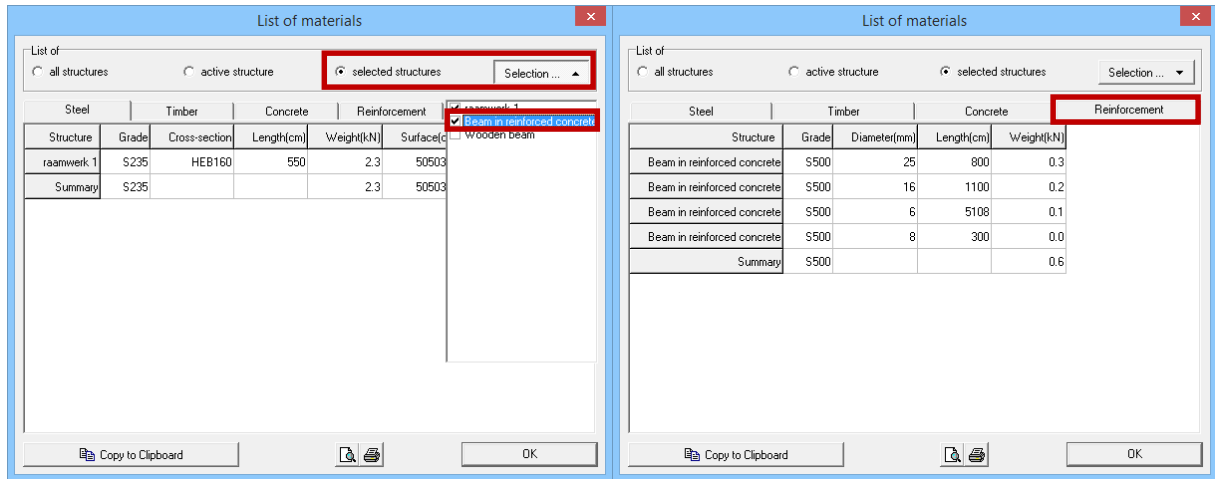 List of materials
List of
all structures active structure selected structures Selection ...
Steel Timber Concrete Reinforcement
raamwerk 1
Beam in reinforced concrete
Wooden beam
Structure Grade Cross-section Length(cm) Weight(kN)
raamwerk 1 S235 HEB160 550 2.3 50503
Summary S235 2.3 50503
Copy to Clipboard OK
List of materials
List of
all structures active structure selected structures Selection ...
Steel Timber Concrete Reinforcement
Structure Grade Diameter(mm) Length(cm) Weight(kN)
Beam in reinforced concrete S500 25 800 0.3
Beam in reinforced concrete S500 16 1100 0.2
Beam in reinforced concrete S500 6 5108 0.1
Beam in reinforced concrete S500 8 300 0.0
Summary S500 0.6
Copy to Clipboard OK